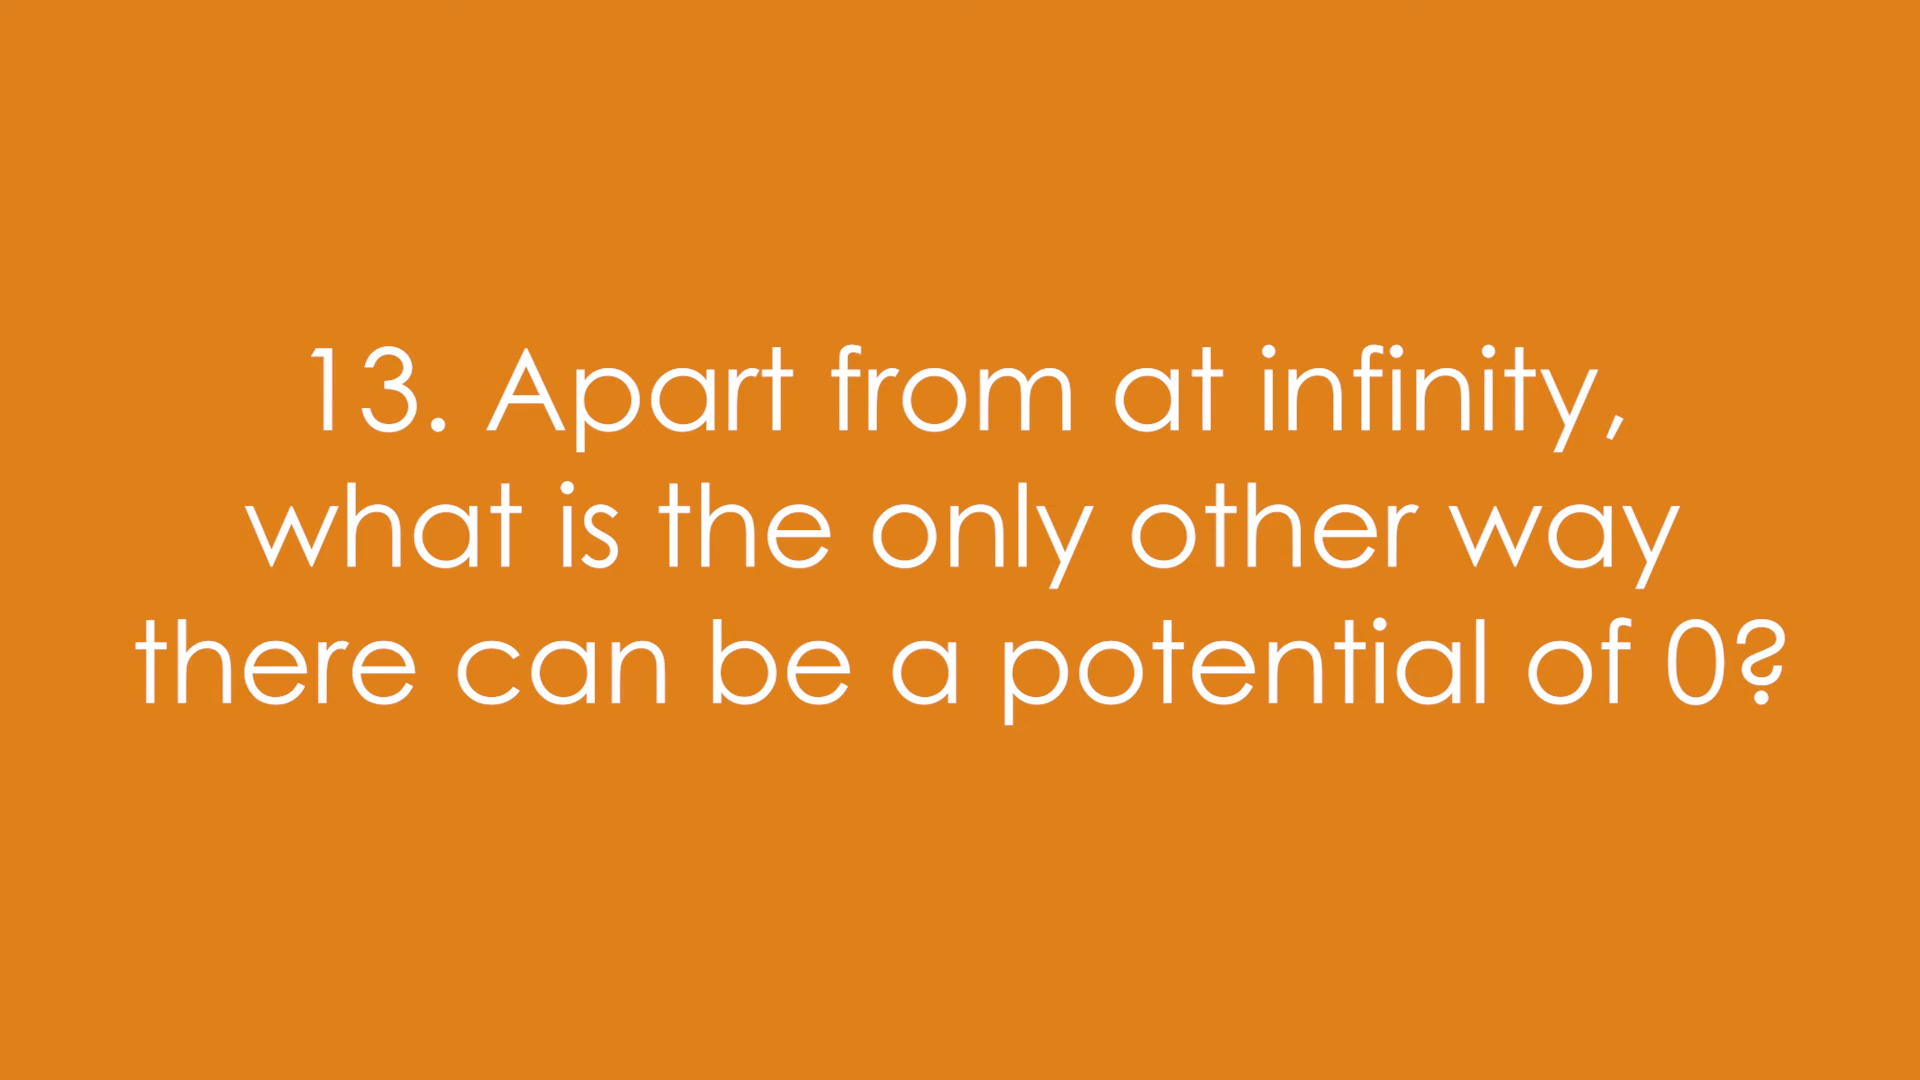 13. Apart from at infinity,
what is the only other way
there can be a potential of 0?